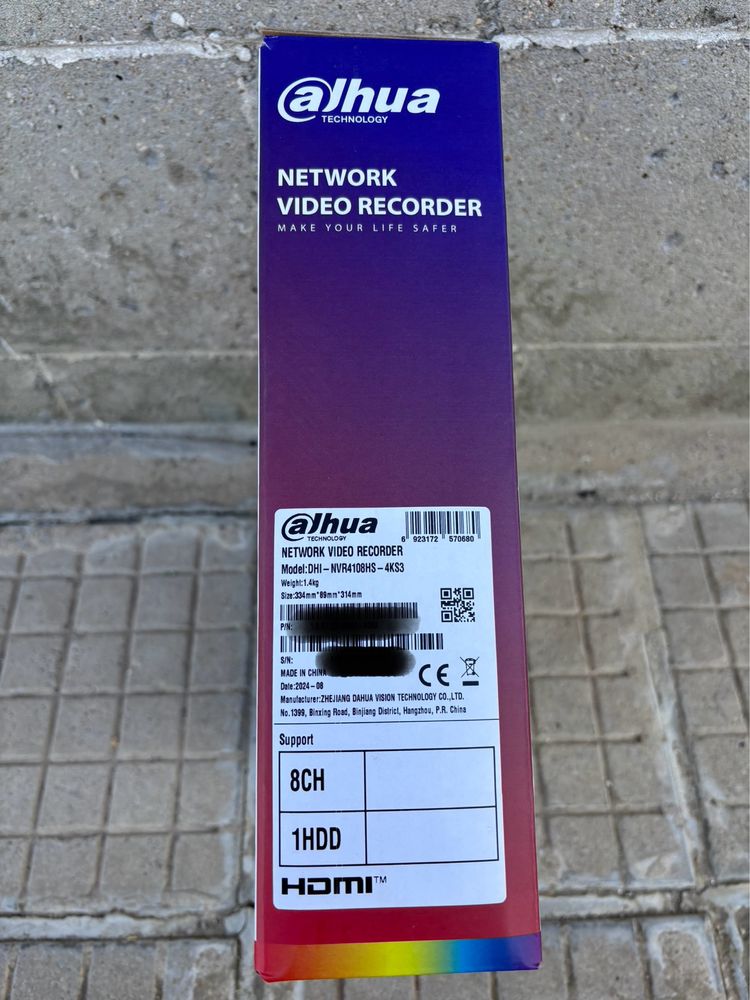 alhua
TECHNOLOGY
NETWORK
VIDEO RECORDER
MAKE YOUR LIFE SAFER
alhua
TECHNOLOGY
6 923172 570680
NETWORK VIDEO RECORDER
Model:DHI-NVR4108HS-4KS3
Weight:1.4kg
Size:334mm*89mm*314mm
P/N:
S/N:
MADE IN CHINA
CE
Date:2024-08
Manufacturer:ZHEJIANG DAHUA VISION TECHNOLOGY CO.,LTD.
No.1399, Binxing Road, Binjiang District, Hangzhou, P.R. China
Support
8CH
1HDD
HDMI™